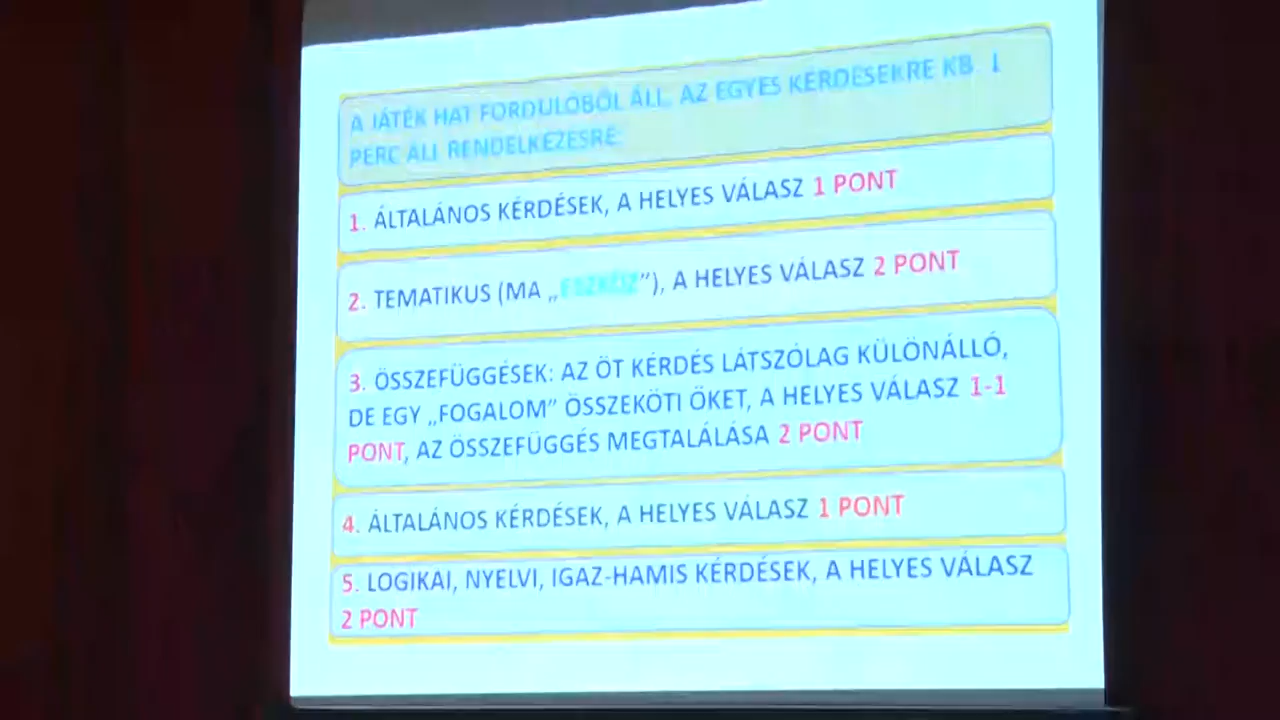 A JÁTÉK HAT FORDULÓBÓL ÁLL. AZ EGYES KÉRDÉSEKRE KB. 1
PERC ÁLL RENDELKEZÉSRE.
1. ÁLTALÁNOS KÉRDÉSEK, A HELYES VÁLASZ 1 PONT
2. TEMATIKUS (MA „ESZKÖZ”), A HELYES VÁLASZ 2 PONT
3. ÖSSZEFÜGGÉSEK: AZ ÖT KÉRDÉS LÁTSZÓLAG KÜLÖNÁLLÓ,
DE EGY „FOGALOM” ÖSSZEKÖTI ŐKET, A HELYES VÁLASZ 1-1
PONT, AZ ÖSSZEFÜGGÉS MEGTALÁLÁSA 2 PONT
4. ÁLTALÁNOS KÉRDÉSEK, A HELYES VÁLASZ 1 PONT
5. LOGIKAI, NYELVI, IGAZ-HAMIS KÉRDÉSEK, A HELYES VÁLASZ
2 PONT